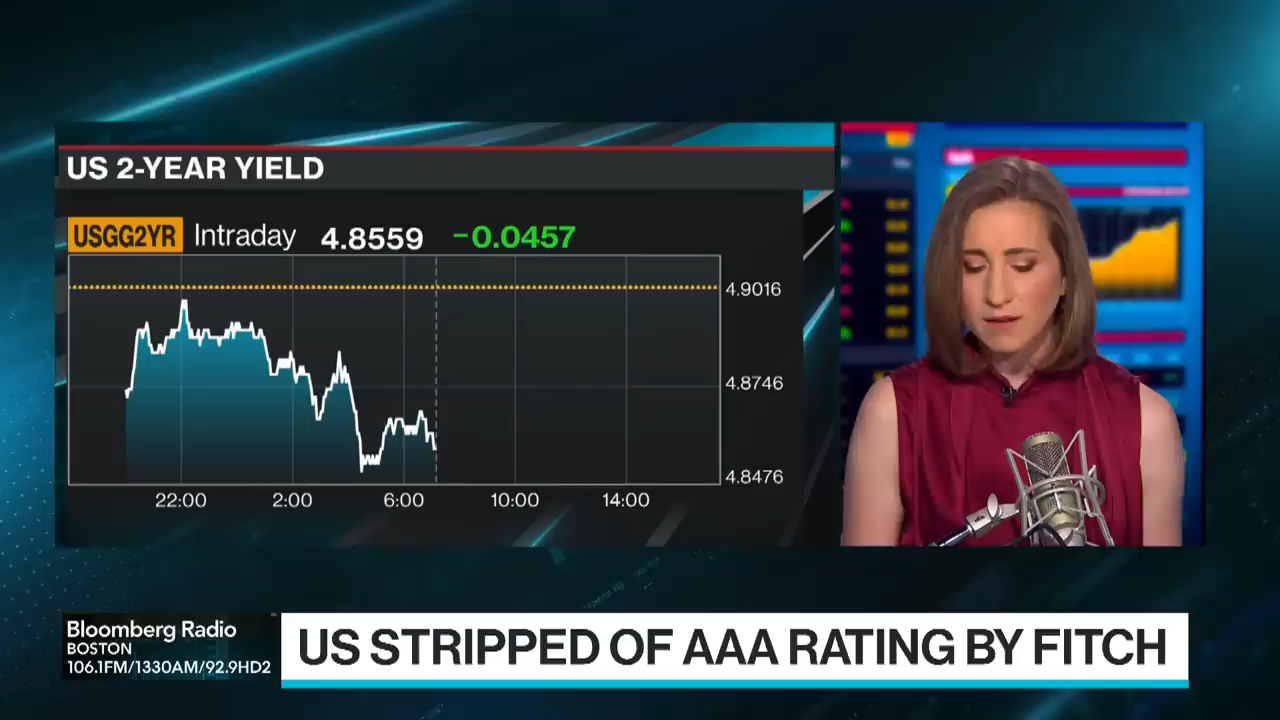 US 2-YEAR YIELD
USGG2YR Intraday 4.8559 -0.0457
4.9016
4.8746
4.8476
22:00 2:00 6:00 10:00 14:00
Bloomberg Radio
BOSTON
106.1FM/1330AM/92.9HD2
US STRIPPED OF AAA RATING BY FITCH